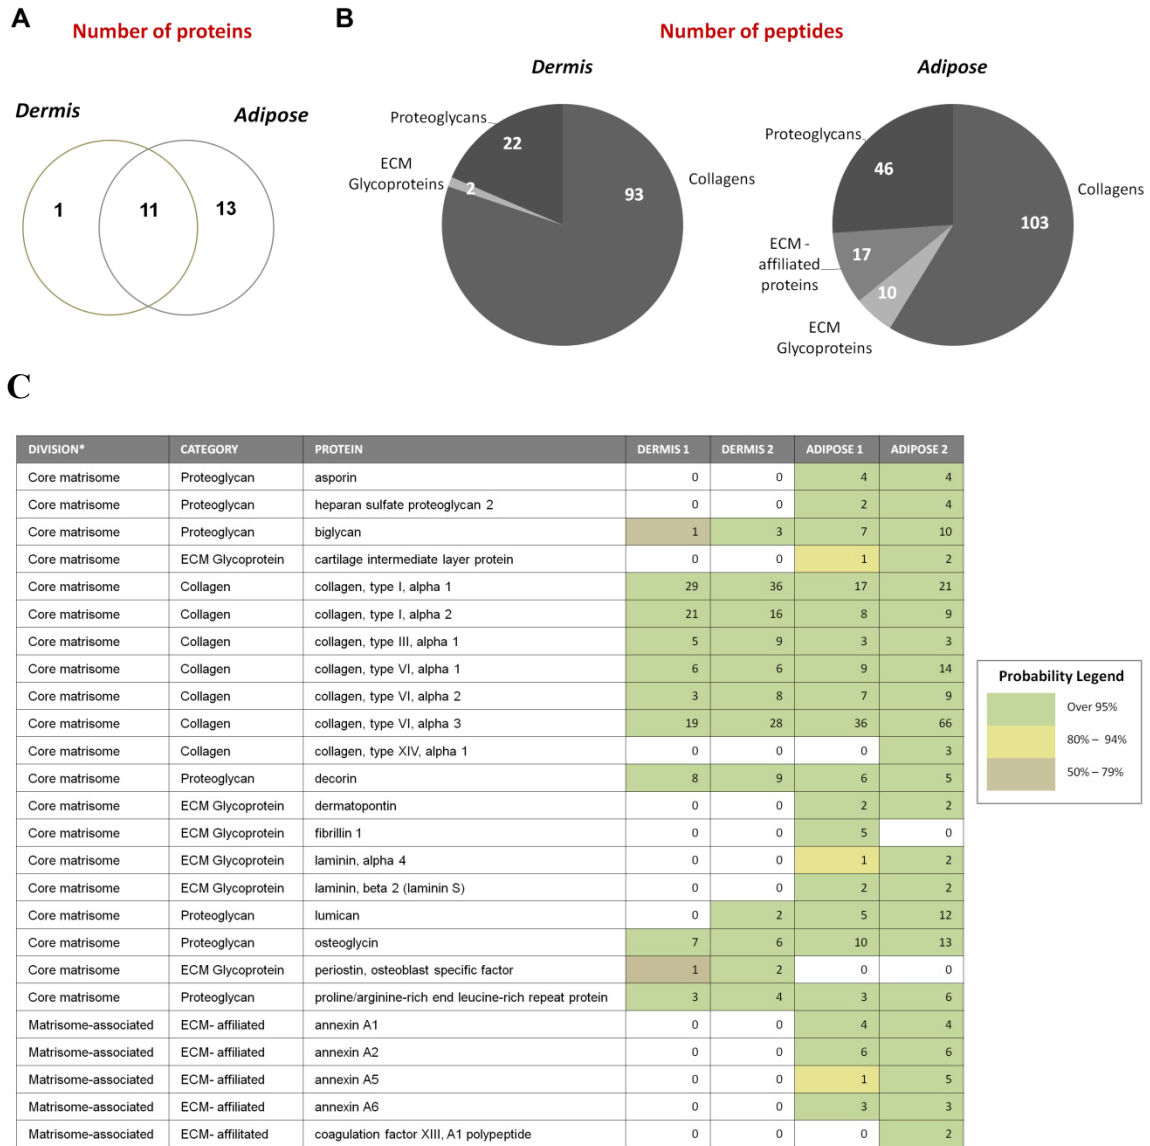 A
Number of proteins
Dermis
Adipose
1
11
13
B
Number of peptides
Dermis
Proteoglycans
22
ECM
Glycoproteins
2
93
Collagens
Adipose
Proteoglycans
46
Collagens
103
ECM -
affiliated
proteins
17
10
ECM
Glycoproteins
C
DIVISION* CATEGORY PROTEIN DERMIS 1 DERMIS 2 ADIPOSE 1 ADIPOSE 2
Core matrisome Proteoglycan asporin 0 0 4 4
Core matrisome Proteoglycan heparan sulfate proteoglycan 2 0 0 2 4
Core matrisome Proteoglycan biglycan 1 3 7 10
Core matrisome ECM Glycoprotein cartilage intermediate layer protein 0 0 1 2
Core matrisome Collagen collagen, type I, alpha 1 29 36 17 21
Core matrisome Collagen collagen, type I, alpha 2 21 16 8 9
Core matrisome Collagen collagen, type III, alpha 1 5 9 3 3
Core matrisome Collagen collagen, type VI, alpha 1 6 6 9 14
Core matrisome Collagen collagen, type VI, alpha 2 3 8 7 9
Core matrisome Collagen collagen, type VI, alpha 3 19 28 36 66
Core matrisome Collagen collagen, type XIV, alpha 1 0 0 0 3
Core matrisome Proteoglycan decorin 8 9 6 5
Core matrisome ECM Glycoprotein dermatopontin 0 0 2 2
Core matrisome ECM Glycoprotein fibrillin 1 0 0 5 0
Core matrisome ECM Glycoprotein laminin, alpha 4 0 0 1 2
Core matrisome ECM Glycoprotein laminin, beta 2 (laminin S) 0 0 2 2
Core matrisome Proteoglycan lumican 0 2 5 12
Core matrisome Proteoglycan osteoglycin 7 6 10 13
Core matrisome ECM Glycoprotein periostin, osteoblast specific factor 1 2 0 0
Core matrisome Proteoglycan proline/arginine-rich end leucine-rich repeat protein 3 4 3 6
Matrisome-associated ECM- affiliated annexin A1 0 0 4 4
Matrisome-associated ECM- affiliated annexin A2 0 0 6 6
Matrisome-associated ECM- affiliated annexin A5 0 0 1 5
Matrisome-associated ECM- affiliated annexin A6 0 0 3 3
Matrisome-associated ECM- affilitated coagulation factor XIII, A1 polypeptide 0 0 0 2
Probability Legend
Over 95%
80% – 94%
50% – 79%